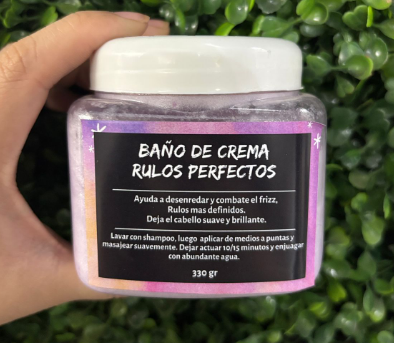 BAÑO DE CREMA
RULOS PERFECTOS
Ayuda a desenredar y combate el frizz,
Rulos mas definidos.
Deja el cabello suave y brillante.
Lavar con shampoo, luego aplicar de medios a puntas y
masajear suavemente. Dejar actuar 10/15 minutos y enjuagar
con abundante agua.
330 gr